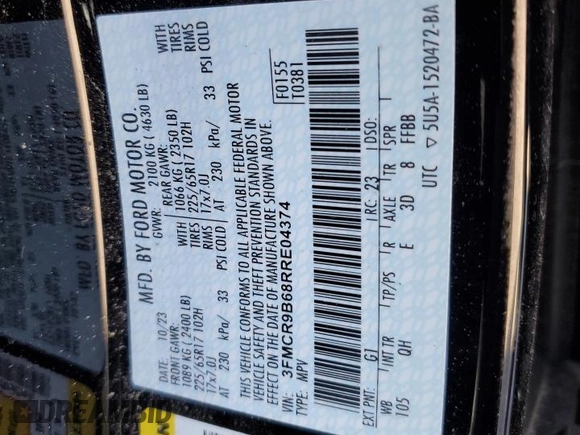 MFD. BY FORD MOTOR CO.
DATE: 10/23 GVWR: 2100 KG ( 4630 LB)
FRONT GAWR: REAR GAWR:
1089 KG ( 2400 LB) 1066 KG ( 2350 LB) WITH
225/65R17 102H TIRES 225/65R17 102H TIRES
17x7.0J RIMS 17x7.0J RIMS
AT 230 kPa/ 33 PSI COLD AT 230 kPa/ 33 PSI COLD
WITH
THIS VEHICLE CONFORMS TO ALL APPLICABLE FEDERAL MOTOR
VEHICLE SAFETY AND THEFT PREVENTION STANDARDS IN
EFFECT ON THE DATE OF MANUFACTURE SHOWN ABOVE.
VIN: 3FMCR9B68RRE04374
TYPE: MPV
F0155
T0381
EXT PNT: G1 RC: 23 DSO:
WB MTTR TP/PS R AXLE TR SPR
105 QH E 3D 8 FFBB
UTC ▽ 5U5A-1520472-BA
DREAMBID